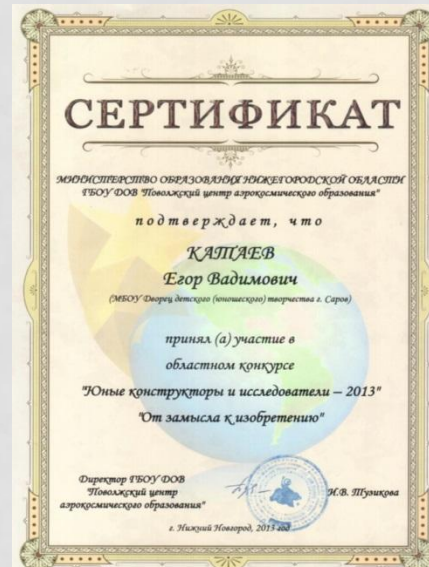 СЕРТИФИКАТ
МИНИСТЕРСТВО ОБРАЗОВАНИЯ НИЖЕГОРОДСКОЙ ОБЛАСТИ
ГБОУ ДОВ "Поволжский центр аэрокосмического образования"
подтверждает, что
КАТАЕВ
Егор Вадимович
(МБОУ Дворец детского (юношеского) творчества г. Саров)
принял (а) участие в
областном конкурсе
"Юные конструкторы и исследователи – 2013"
"От замысла к изобретению"
Директор ГБОУ ДОВ
"Поволжский центр
аэрокосмического образования"
Н.В. Тузикова
г. Нижний Новгород, 2013 год